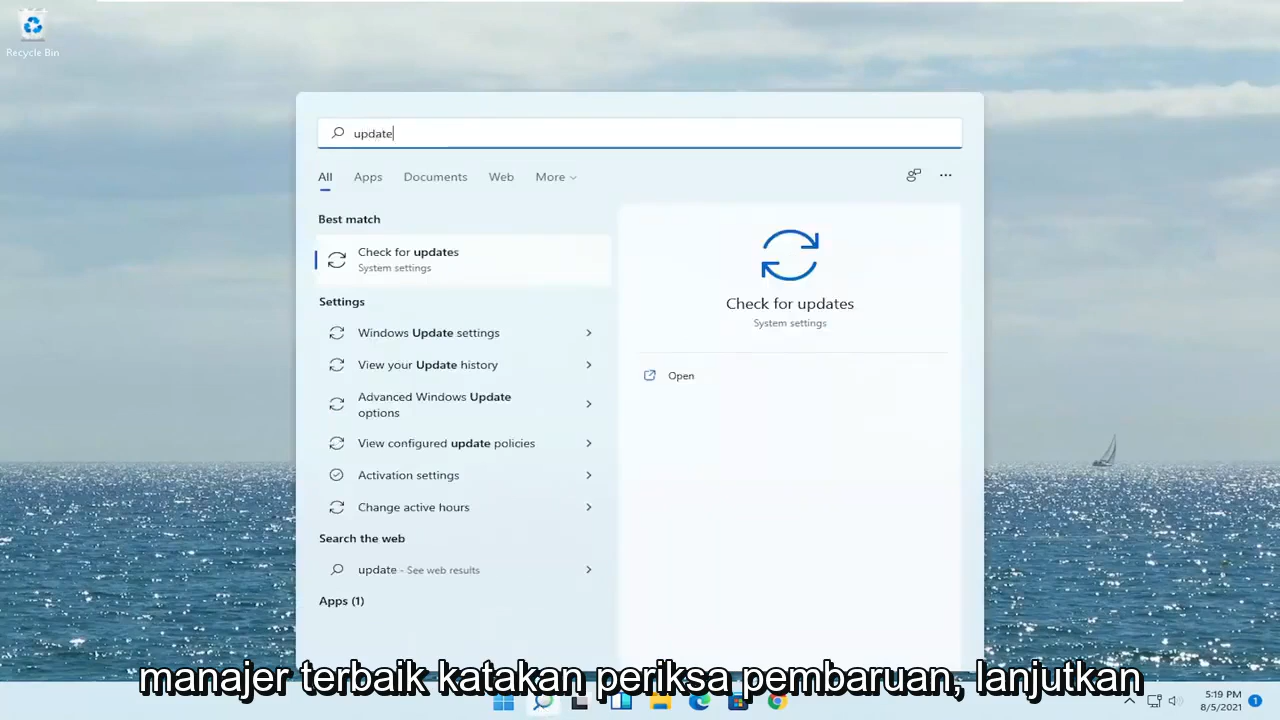 Recycle Bin
update
All Apps Documents Web More
Best match
Check for updates
System settings
Settings
Windows Update settings
View your Update history
Advanced Windows Update
options
View configured update policies
Activation settings
Change active hours
Search the web
update - See web results
Apps (1)
Check for updates
System settings
Open
manajer terbaik katakan periksa pembaruan, lanjutkan
5:19 PM
8/5/2021
1